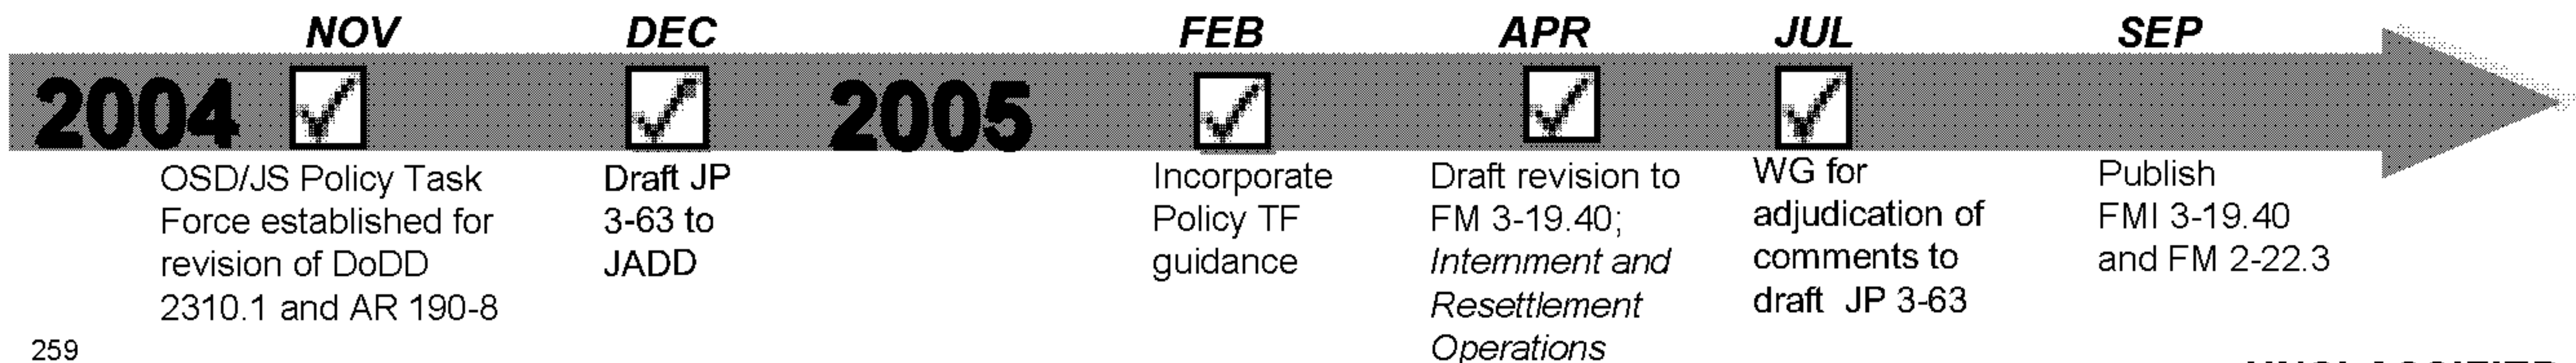 NOV DEC FEB APR JUL SEP
2004 2005
OSD/JS Policy Task
Force established for
revision of DoDD
2310.1 and AR 190-8
Draft JP
3-63 to
JADD
Incorporate
Policy TF
guidance
Draft revision to
FM 3-19.40;
Internment and
Resettlement
Operations
WG for
adjudication of
comments to
draft JP 3-63
Publish
FMI 3-19.40
and FM 2-22.3
259